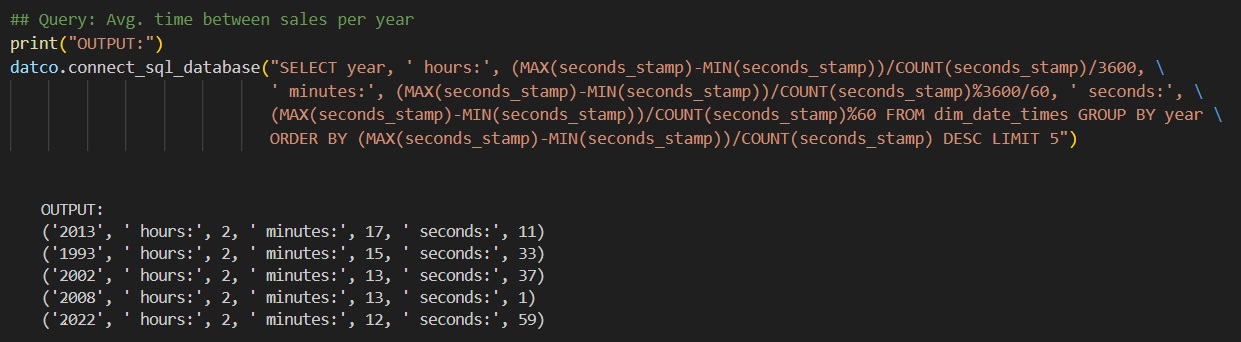 ## Query: Avg. time between sales per year
print("OUTPUT:")
datco.connect_sql_database("SELECT year, ' hours:', (MAX(seconds_stamp)-MIN(seconds_stamp))/COUNT(seconds_stamp)/3600, \
' minutes:', (MAX(seconds_stamp)-MIN(seconds_stamp))/COUNT(seconds_stamp)%3600/60, ' seconds:', \
(MAX(seconds_stamp)-MIN(seconds_stamp))/COUNT(seconds_stamp)%60 FROM dim_date_times GROUP BY year \
ORDER BY (MAX(seconds_stamp)-MIN(seconds_stamp))/COUNT(seconds_stamp) DESC LIMIT 5")
OUTPUT:
('2013', ' hours:', 2, ' minutes:', 17, ' seconds:', 11)
('1993', ' hours:', 2, ' minutes:', 15, ' seconds:', 33)
('2002', ' hours:', 2, ' minutes:', 13, ' seconds:', 37)
('2008', ' hours:', 2, ' minutes:', 13, ' seconds:', 1)
('2022', ' hours:', 2, ' minutes:', 12, ' seconds:', 59)